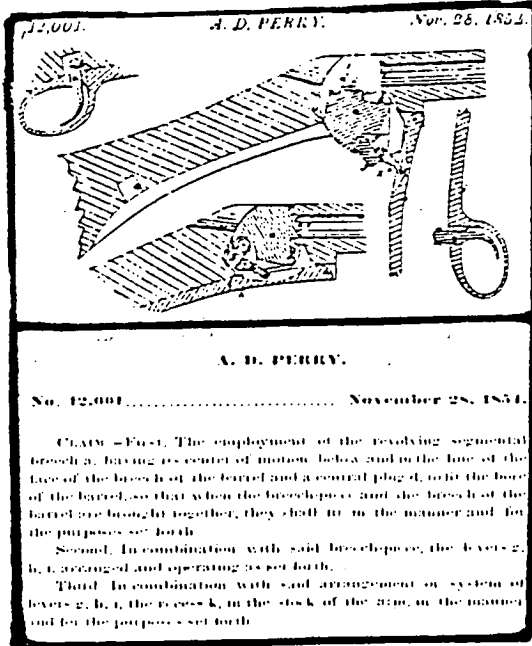 12,001. A. D. PERRY. Nov. 28, 1854.
A. D. PERRY.
No. 12,001.............................. November 28, 1854.
CLAIM.—First, The employment of the revolving segmental
breech a, having its center of motion below and in the line of the
face of the breech of the barrel and a central plug d, to fit the bore
of the barrel, so that when the breechpiece and the breech of the
barrel are brought together, they shall fit in the manner and for
the purposes set forth.
Second, In combination with said breechpiece, the levers g,
h, i, arranged and operating as set forth.
Third, In combination with said arrangement or system of
levers g, h, i, the recess k, in the stock of the arm, in the manner
and for the purposes set forth.